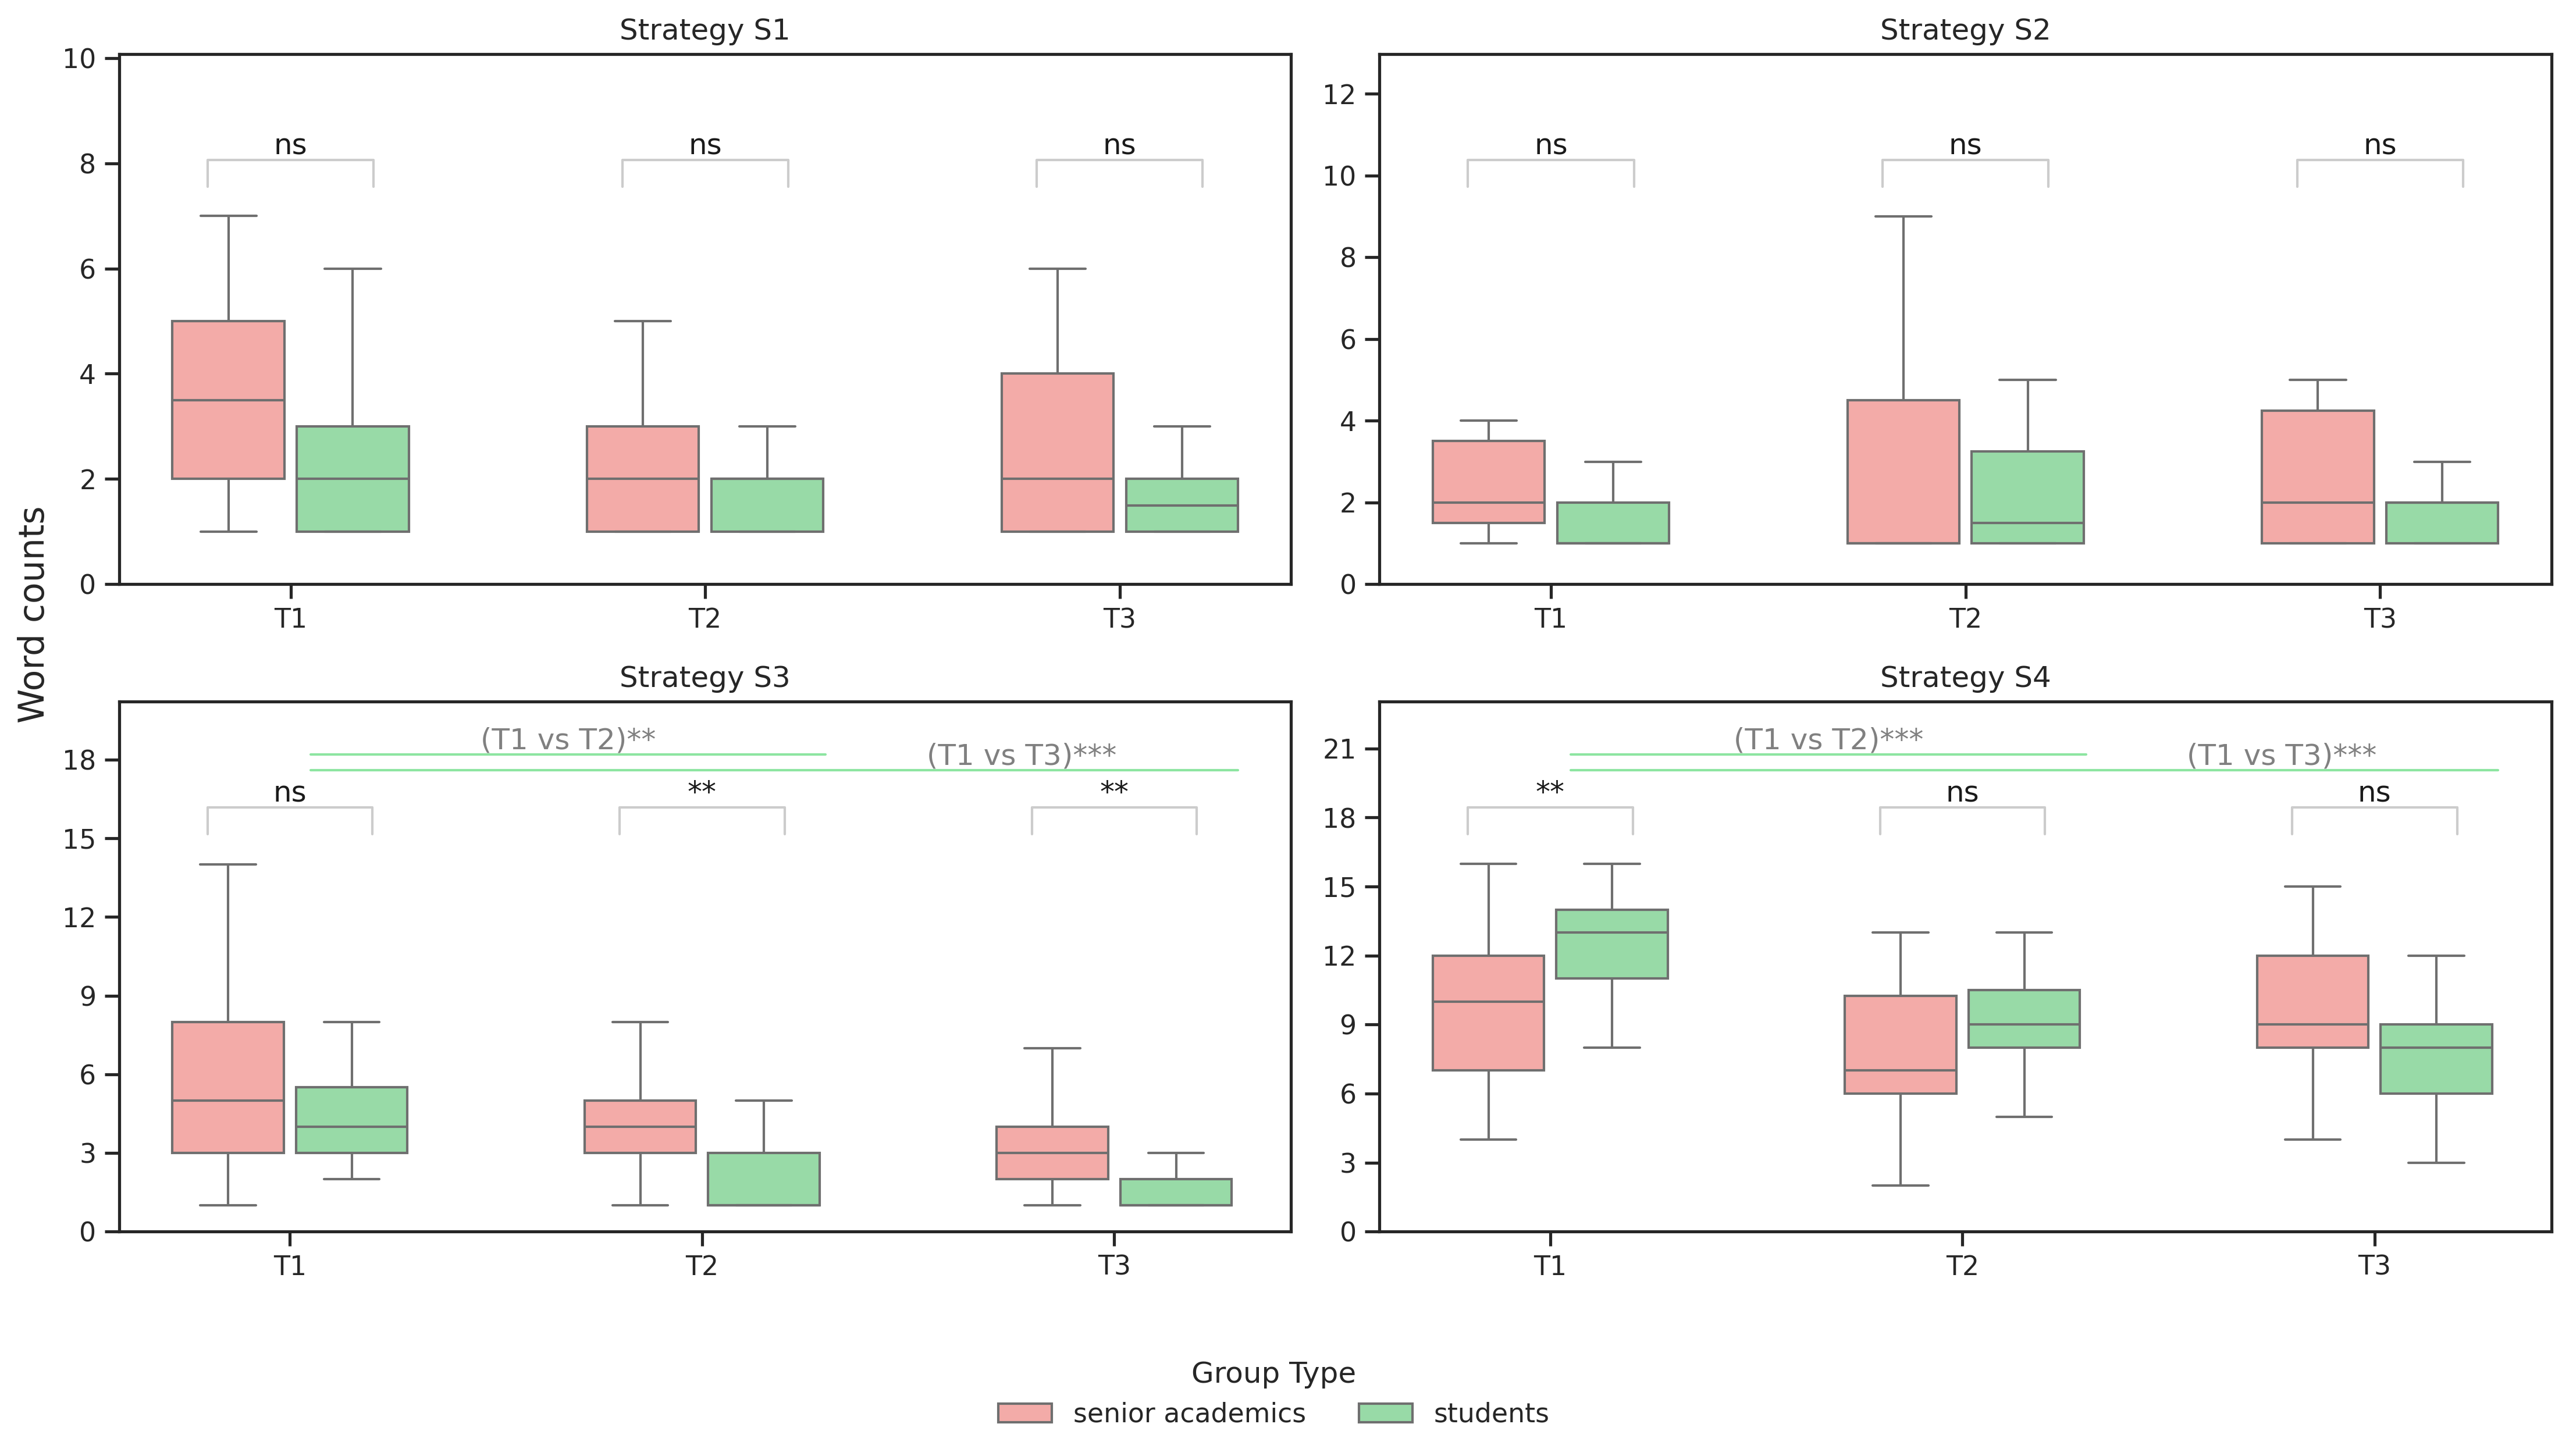 Strategy S1
10
8
6
4
2
0
ns
ns
ns
T1
T2
T3
Strategy S2
12
10
8
6
4
2
0
ns
ns
ns
T1
T2
T3
Word counts
Strategy S3
18
15
12
9
6
3
0
(T1 vs T2)**
(T1 vs T3)***
ns
**
**
T1
T2
T3
Strategy S4
21
18
15
12
9
6
3
0
(T1 vs T2)***
(T1 vs T3)***
**
ns
ns
T1
T2
T3
Group Type
senior academics
students